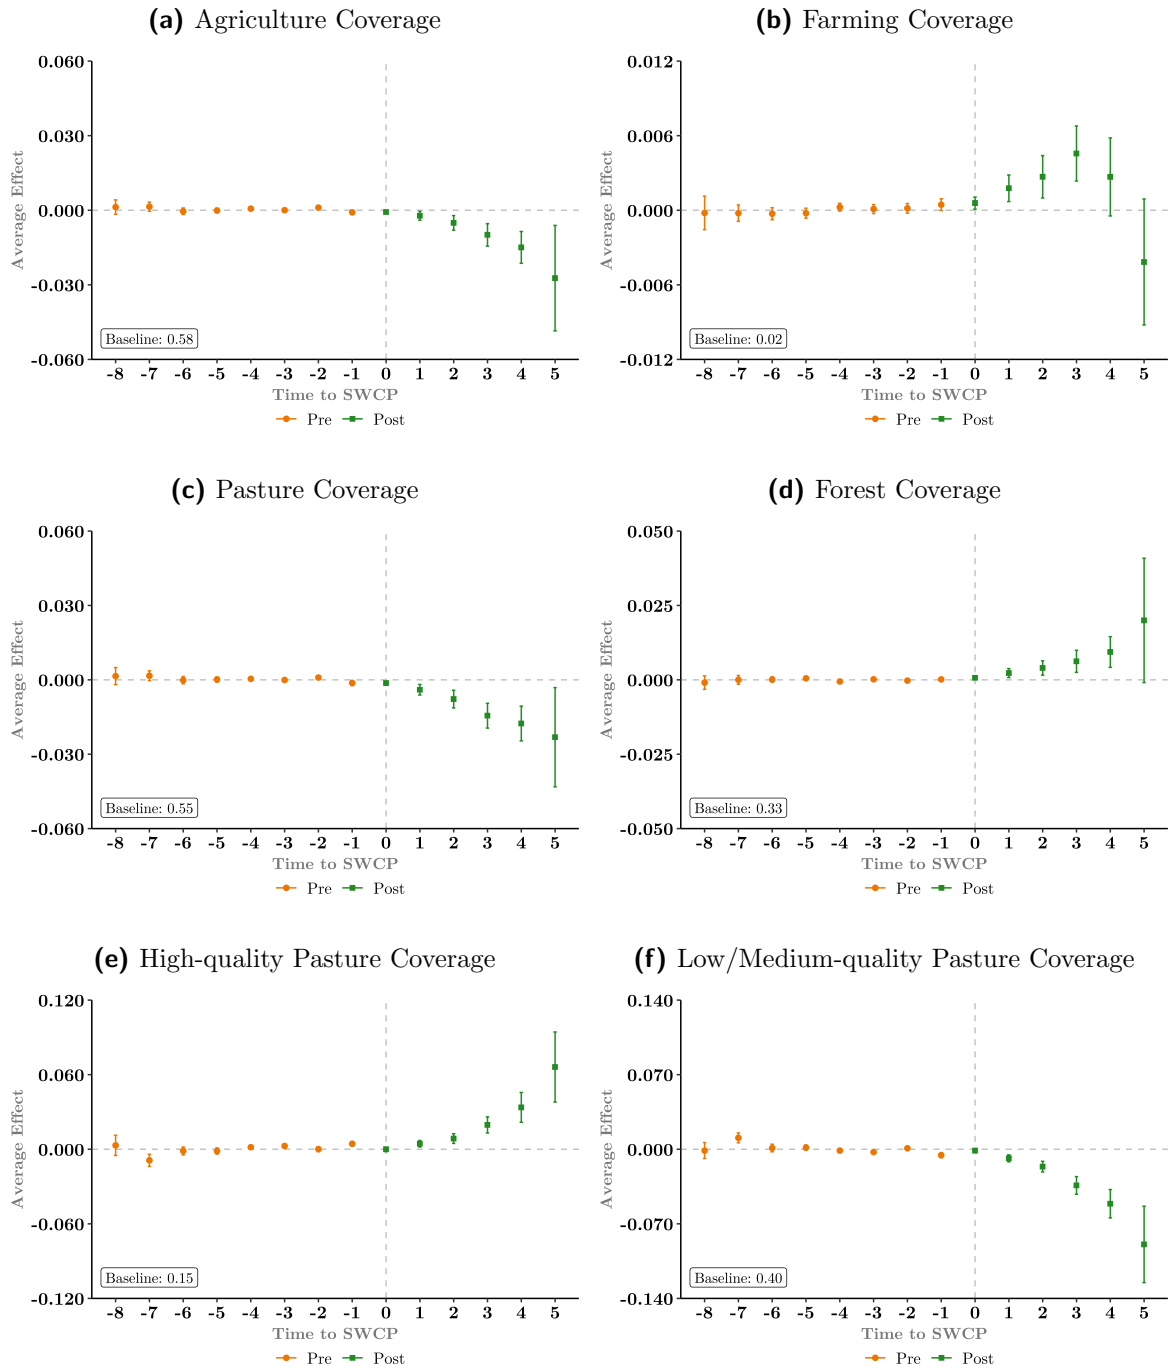 (a) Agriculture Coverage
0.060
0.030
0.000
-0.030
-0.060
Average Effect
Baseline: 0.58
-8 -7 -6 -5 -4 -3 -2 -1 0 1 2 3 4 5
Time to SWCP
Pre Post
(b) Farming Coverage
0.012
0.006
0.000
-0.006
-0.012
Average Effect
Baseline: 0.02
-8 -7 -6 -5 -4 -3 -2 -1 0 1 2 3 4 5
Time to SWCP
Pre Post
(c) Pasture Coverage
0.060
0.030
0.000
-0.030
-0.060
Average Effect
Baseline: 0.55
-8 -7 -6 -5 -4 -3 -2 -1 0 1 2 3 4 5
Time to SWCP
Pre Post
(d) Forest Coverage
0.050
0.025
0.000
-0.025
-0.050
Average Effect
Baseline: 0.33
-8 -7 -6 -5 -4 -3 -2 -1 0 1 2 3 4 5
Time to SWCP
Pre Post
(e) High-quality Pasture Coverage
0.120
0.060
0.000
-0.060
-0.120
Average Effect
Baseline: 0.15
-8 -7 -6 -5 -4 -3 -2 -1 0 1 2 3 4 5
Time to SWCP
Pre Post
(f) Low/Medium-quality Pasture Coverage
0.140
0.070
0.000
-0.070
-0.140
Average Effect
Baseline: 0.40
-8 -7 -6 -5 -4 -3 -2 -1 0 1 2 3 4 5
Time to SWCP
Pre Post